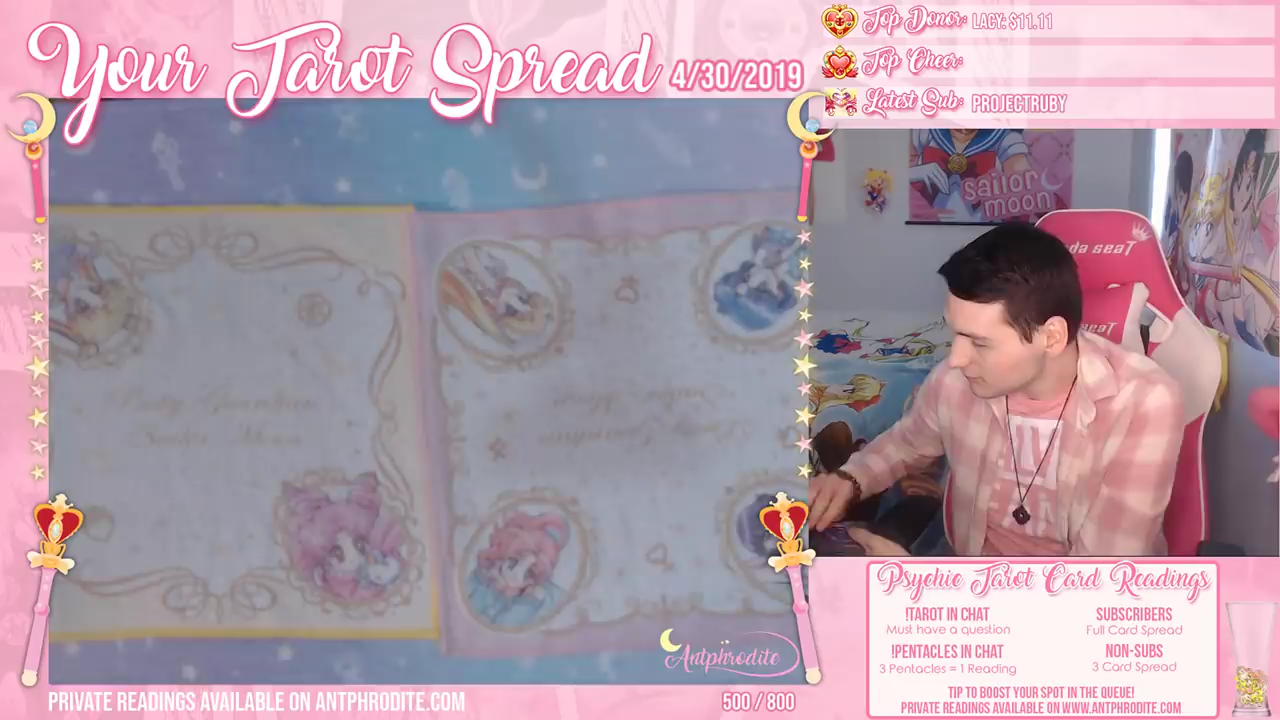 Your Tarot Spread 4/30/2019
Top Donor: LACY: $11.11
Top Cheer:
Latest Sub: PROJECTRUBY
sailor
moon
da seaT
seaT
Antphrodite
PRIVATE READINGS AVAILABLE ON ANTPHRODITE.COM
500 / 800
Psychic Tarot Card Readings
!TAROT IN CHAT
Must have a question
!PENTACLES IN CHAT
3 Pentacles = 1 Reading
SUBSCRIBERS
Full Card Spread
NON-SUBS
3 Card Spread
TIP TO BOOST YOUR SPOT IN THE QUEUE!
PRIVATE READINGS AVAILABLE ON WWW.ANTPHRODITE.COM